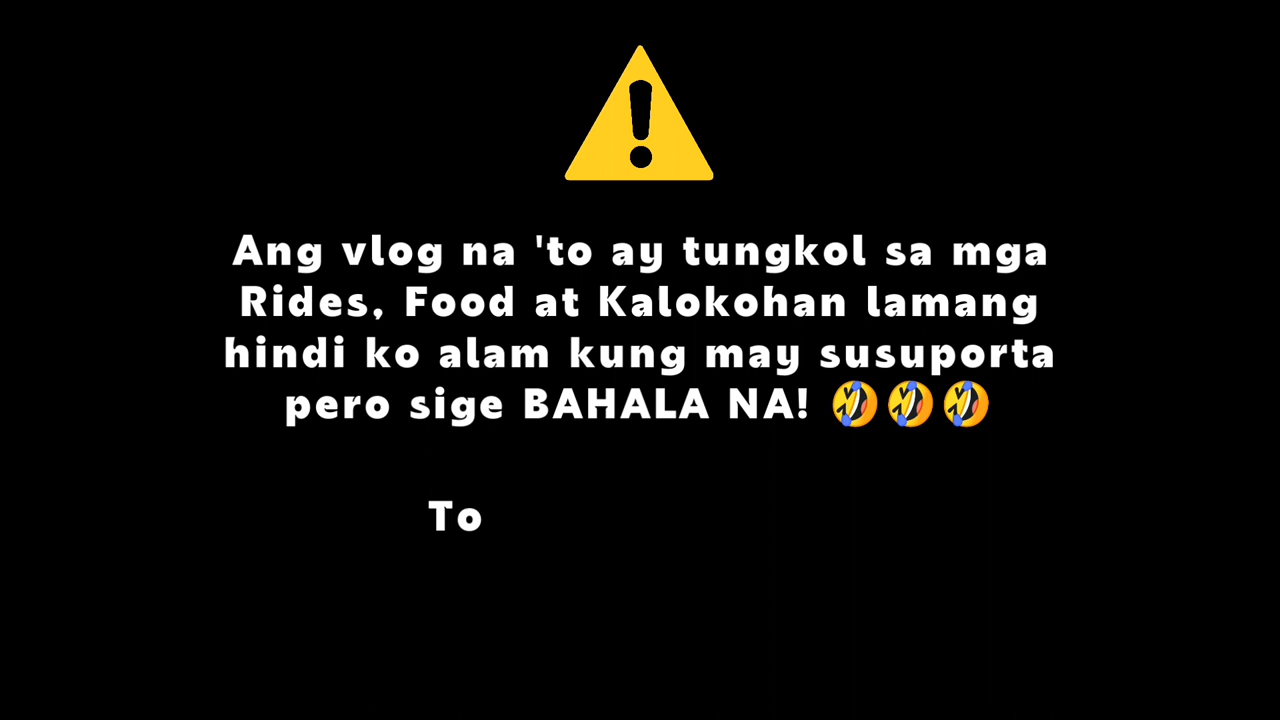 Ang vlog na 'to ay tungkol sa mga
Rides, Food at Kalokohan lamang
hindi ko alam kung may susuporta
pero sige BAHALA NA! 🤣🤣🤣
To